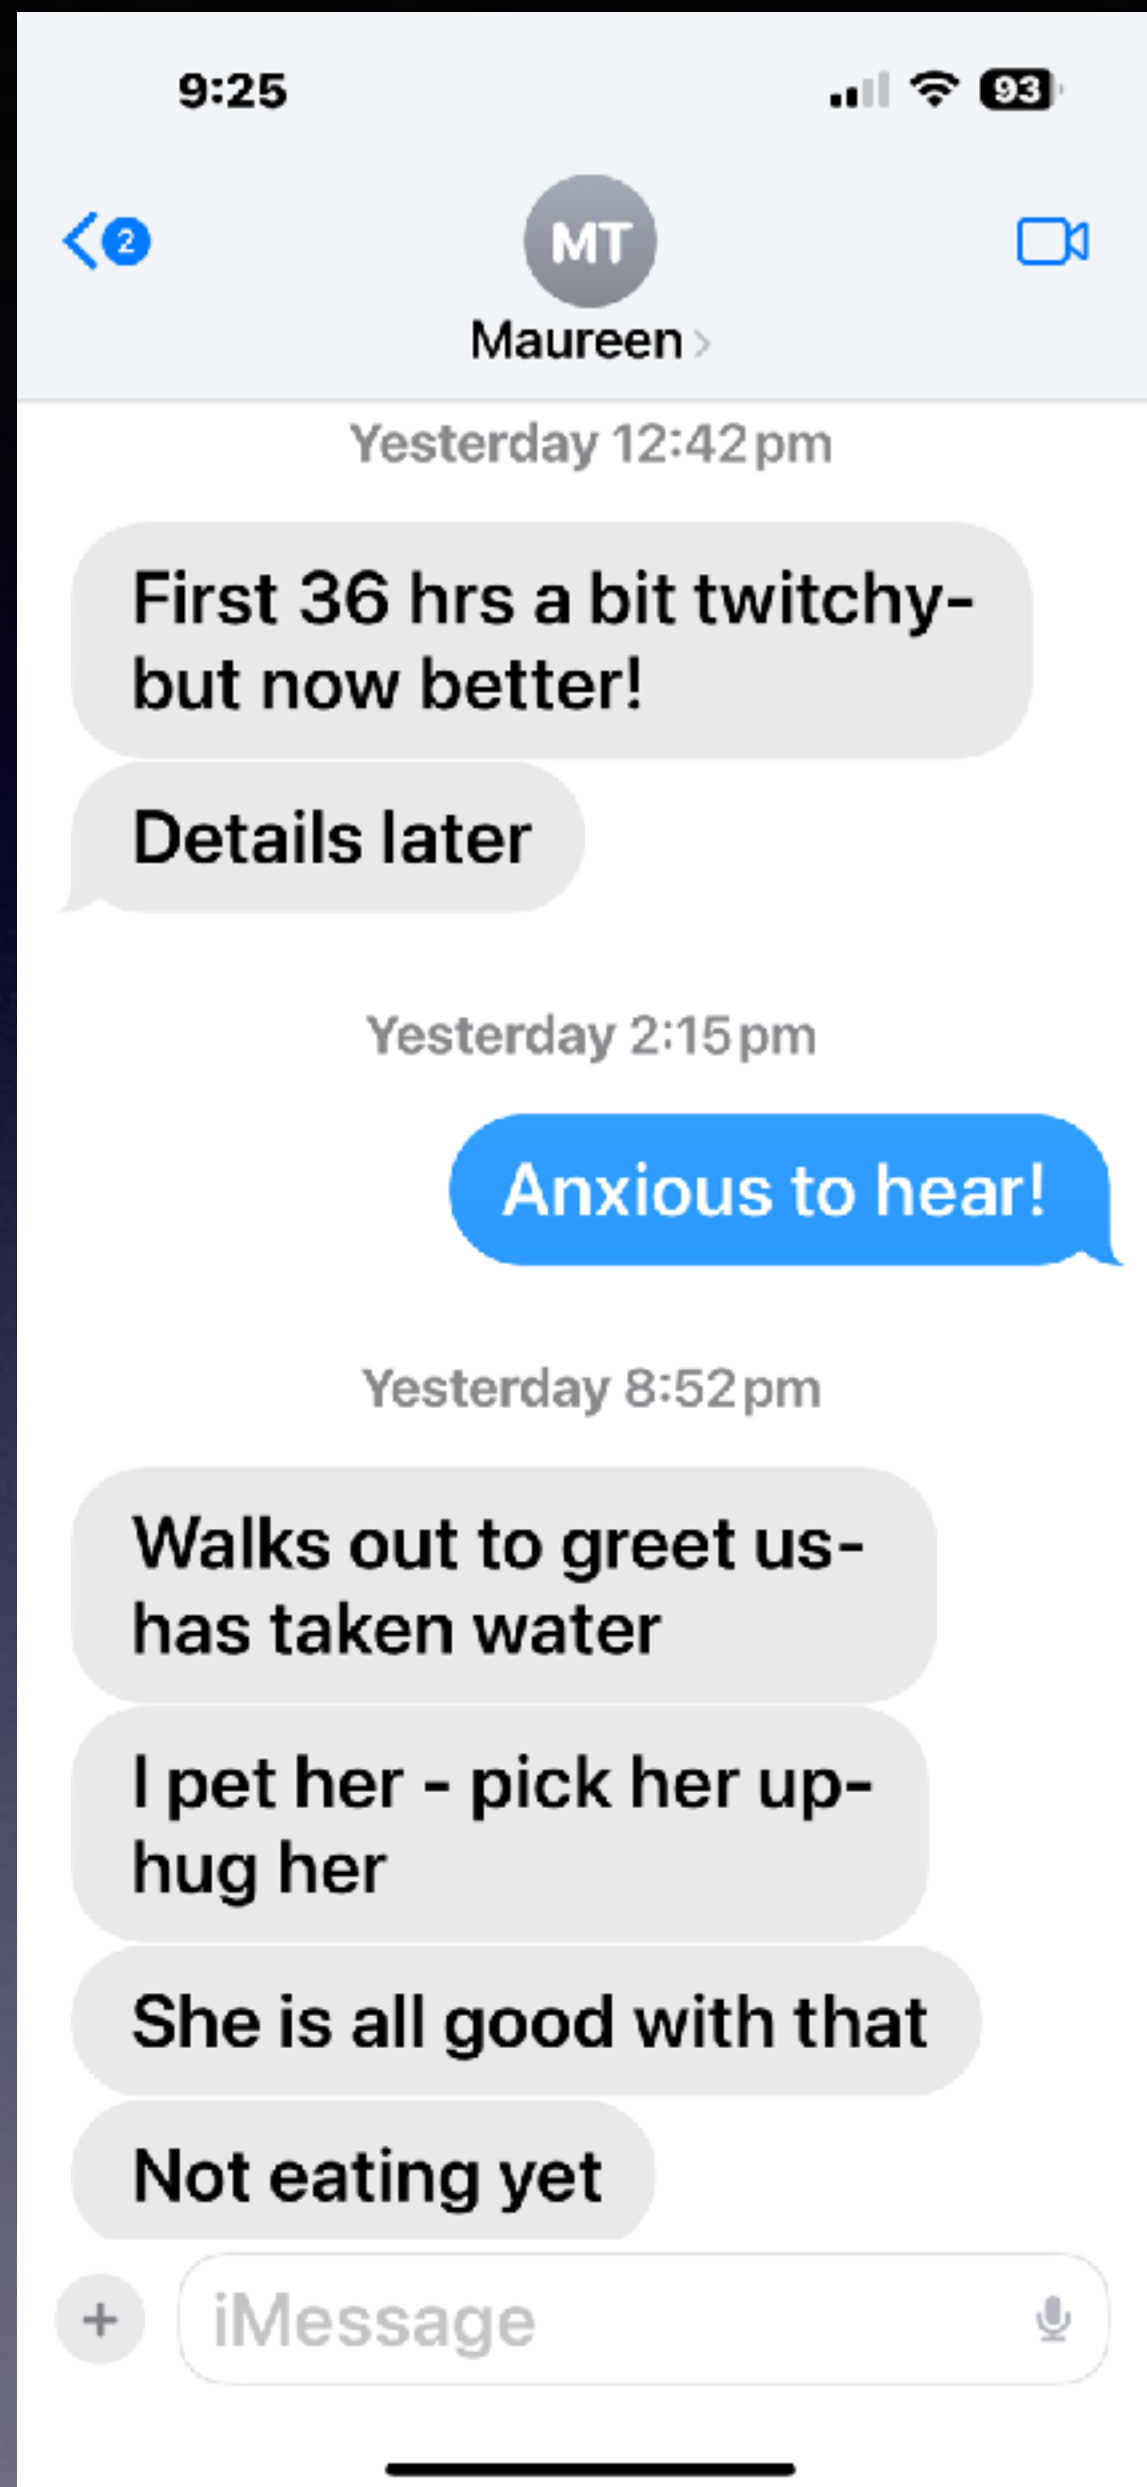 9:25
93
2
MT
Maureen
Yesterday 12:42 pm
First 36 hrs a bit twitchy-
but now better!
Details later
Yesterday 2:15 pm
Anxious to hear!
Yesterday 8:52 pm
Walks out to greet us-
has taken water
I pet her - pick her up-
hug her
She is all good with that
Not eating yet
iMessage